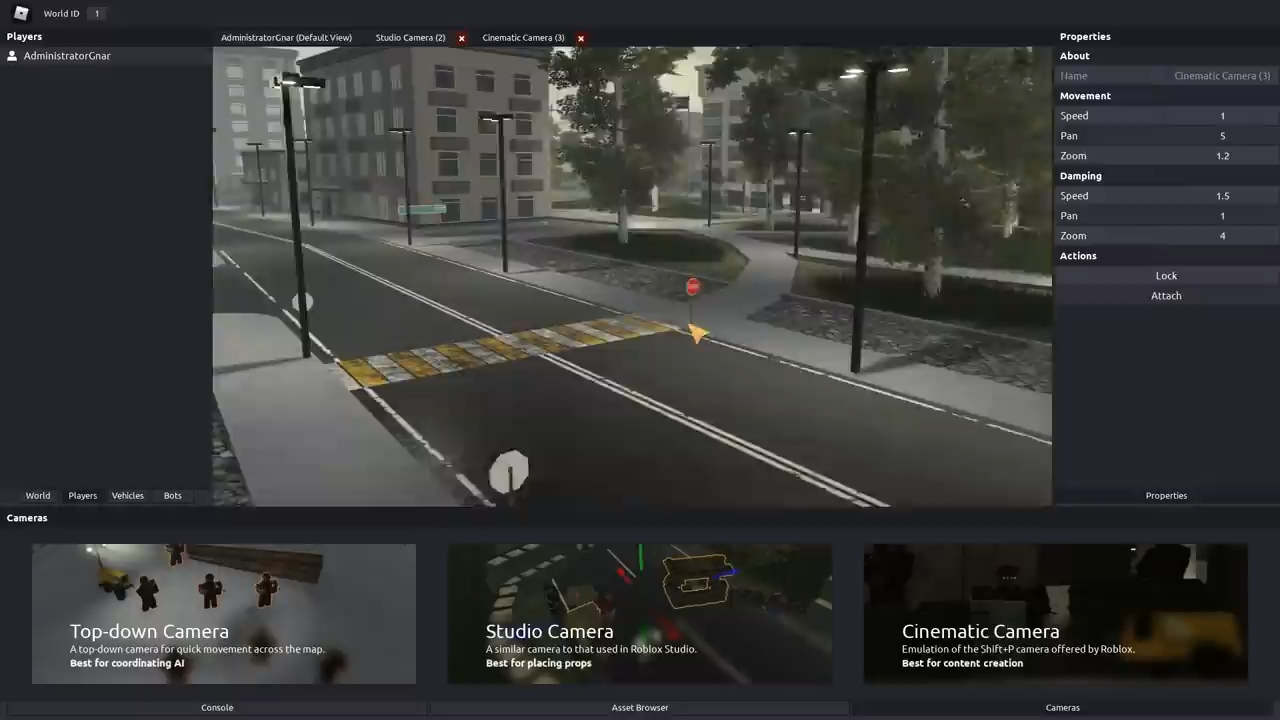 World ID 1
Players
AdministratorGnar
AdministratorGnar (Default View) Studio Camera (2) x Cinematic Camera (3) x
Properties
About
Name Cinematic Camera (3)
Movement
Speed 1
Pan 5
Zoom 1.2
Damping
Speed 1.5
Pan 1
Zoom 4
Actions
Lock
Attach
World Players Vehicles Bots
Properties
Cameras
Top-down Camera
A top-down camera for quick movement across the map.
Best for coordinating AI
Studio Camera
A similar camera to that used in Roblox Studio.
Best for placing props
Cinematic Camera
Emulation of the Shift+P camera offered by Roblox.
Best for content creation
Console Asset Browser Cameras